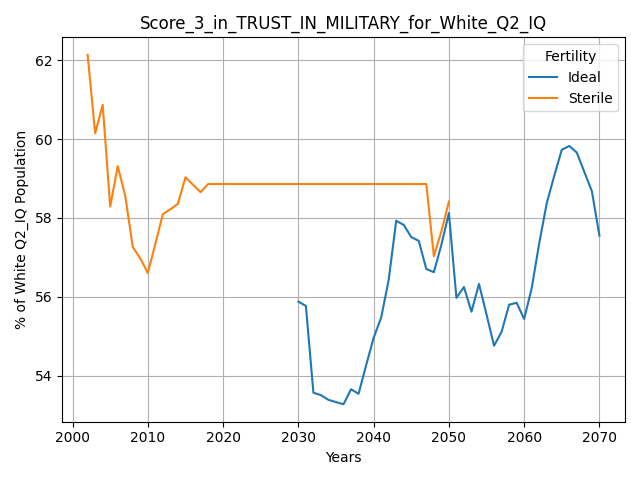 Score_3_in_TRUST_IN_MILITARY_for_White_Q2_IQ
Fertility
Ideal
Sterile
% of White Q2_IQ Population
62
60
58
56
54
2000 2010 2020 2030 2040 2050 2060 2070
Years